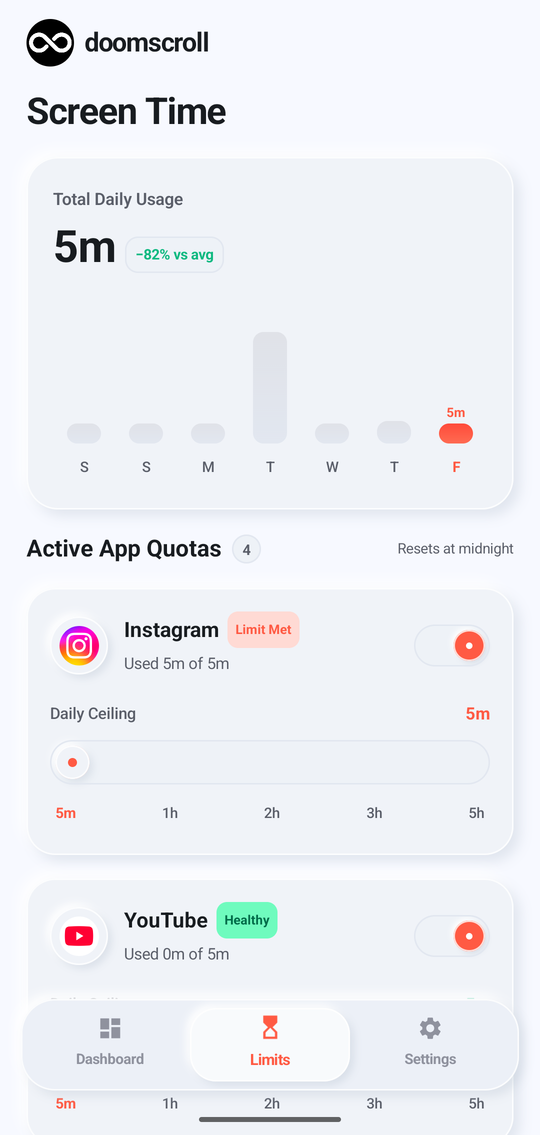 doomscroll
Screen Time
Total Daily Usage
5m −82% vs avg
5m
S S M T W T F
Active App Quotas 4 Resets at midnight
Instagram Limit Met
Used 5m of 5m
Daily Ceiling 5m
5m 1h 2h 3h 5h
YouTube Healthy
Used 0m of 5m
Dashboard Limits Settings
5m 1h 2h 3h 5h